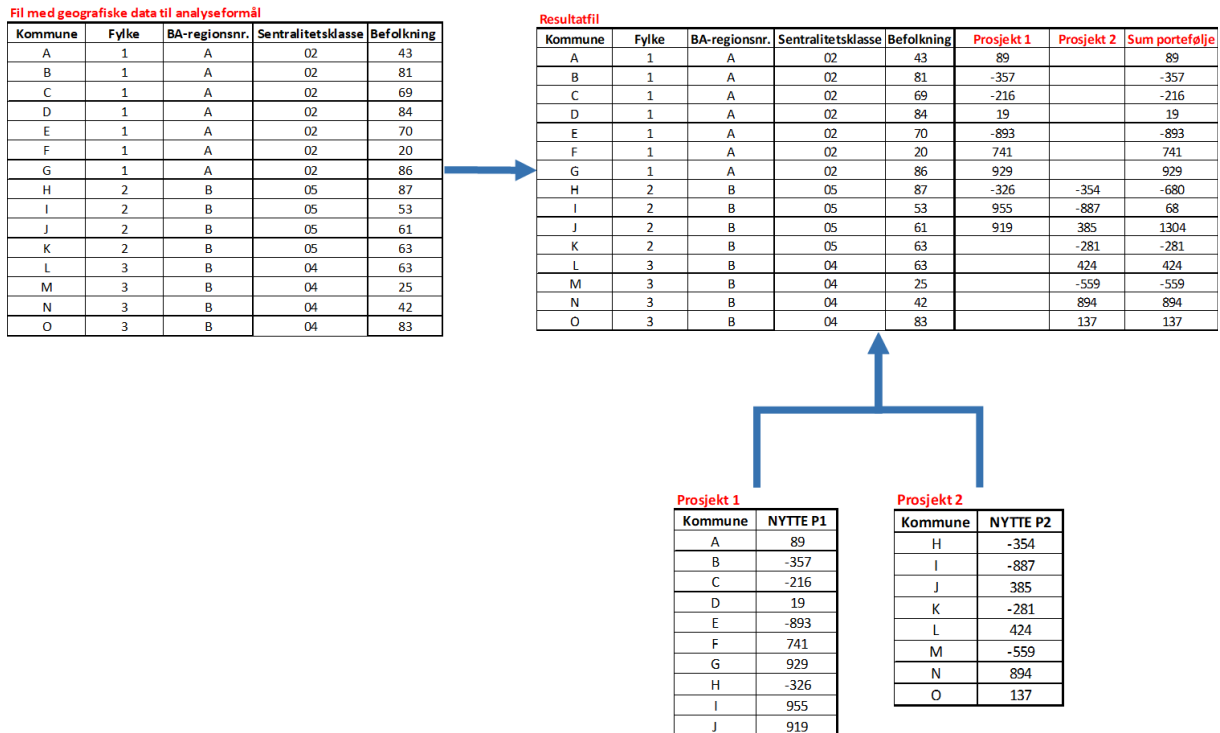 Fil med geografiske data til analyseformål
Kommune Fylke BA-regionsnr. Sentralitetsklasse Befolkning
A 1 A 02 43
B 1 A 02 81
C 1 A 02 69
D 1 A 02 84
E 1 A 02 70
F 1 A 02 20
G 1 A 02 86
H 2 B 05 87
I 2 B 05 53
J 2 B 05 61
K 2 B 05 63
L 3 B 04 63
M 3 B 04 25
N 3 B 04 42
O 3 B 04 83
Resultatfil
Kommune Fylke BA-regionsnr. Sentralitetsklasse Befolkning Prosjekt 1 Prosjekt 2 Sum portefølje
A 1 A 02 43 89 89
B 1 A 02 81 -357 -357
C 1 A 02 69 -216 -216
D 1 A 02 84 19 19
E 1 A 02 70 -893 -893
F 1 A 02 20 741 741
G 1 A 02 86 929 929
H 2 B 05 87 -326 -354 -680
I 2 B 05 53 955 -887 68
J 2 B 05 61 919 385 1304
K 2 B 05 63 -281 -281
L 3 B 04 63 424 424
M 3 B 04 25 -559 -559
N 3 B 04 42 894 894
O 3 B 04 83 137 137
Prosjekt 1
Kommune NYTTE P1
A 89
B -357
C -216
D 19
E -893
F 741
G 929
H -326
I 955
J 919
Prosjekt 2
Kommune NYTTE P2
H -354
I -887
J 385
K -281
L 424
M -559
N 894
O 137